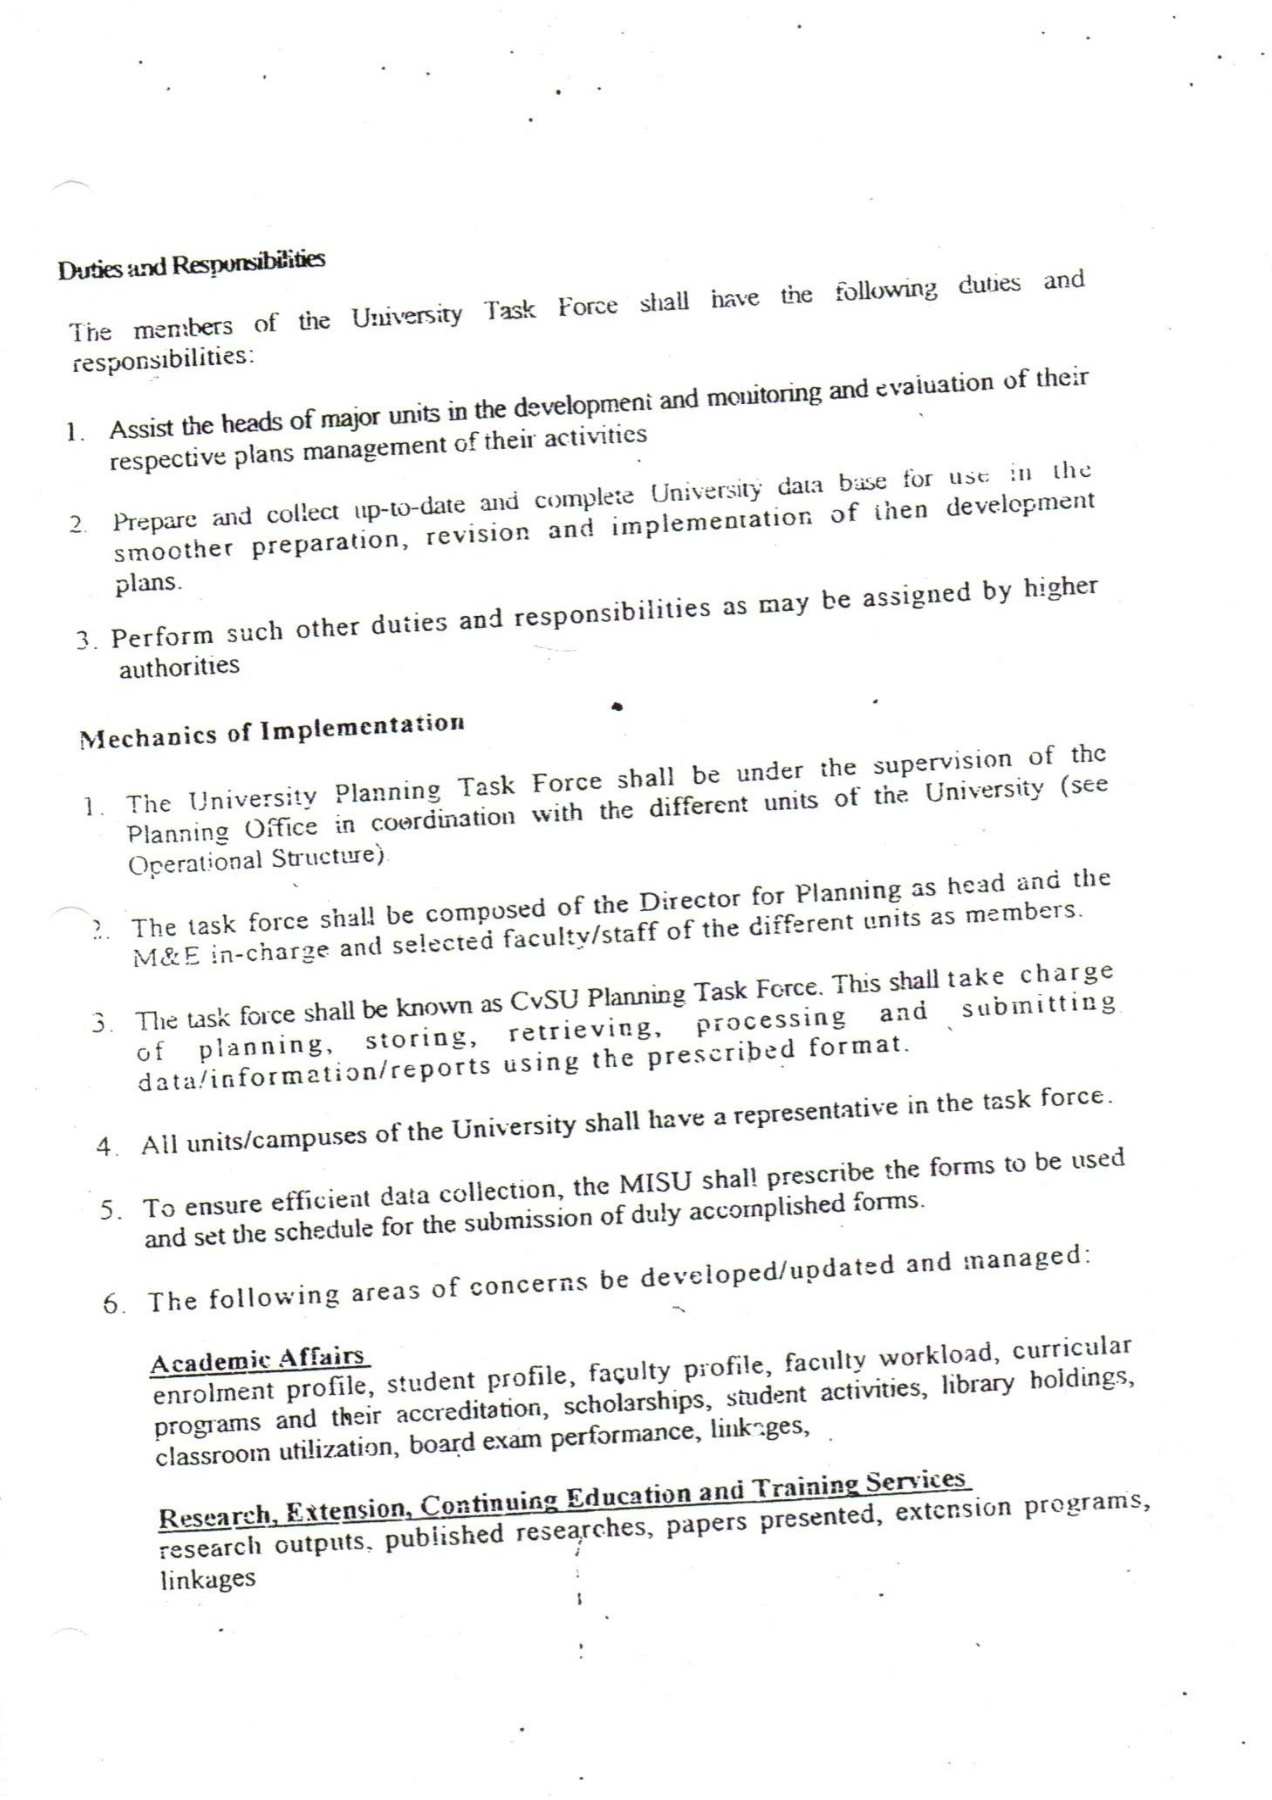 Duties and Responsibilities
The members of the University Task Force shall have the following duties and
responsibilities:
1. Assist the heads of major units in the development and monitoring and evaluation of their
respective plans management of their activities
2. Prepare and collect up-to-date and complete University data base for use in the
smoother preparation, revision and implementation of then development
plans.
3. Perform such other duties and responsibilities as may be assigned by higher
authorities
Mechanics of Implementation
1. The University Planning Task Force shall be under the supervision of the
Planning Office in coordination with the different units of the University (see
Operational Structure)
2. The task force shall be composed of the Director for Planning as head and the
M&E in-charge and selected faculty/staff of the different units as members.
3. The task force shall be known as CvSU Planning Task Force. This shall take charge
of planning, storing, retrieving, processing and submitting
data/information/reports using the prescribed format.
4. All units/campuses of the University shall have a representative in the task force.
5. To ensure efficient data collection, the MISU shall prescribe the forms to be used
and set the schedule for the submission of duly accomplished forms.
6. The following areas of concerns be developed/updated and managed:
Academic Affairs
enrolment profile, student profile, faculty profile, faculty workload, curricular
programs and their accreditation, scholarships, student activities, library holdings,
classroom utilization, board exam performance, linkages,
Research, Extension, Continuing Education and Training Services
research outputs, published researches, papers presented, extension programs,
linkages